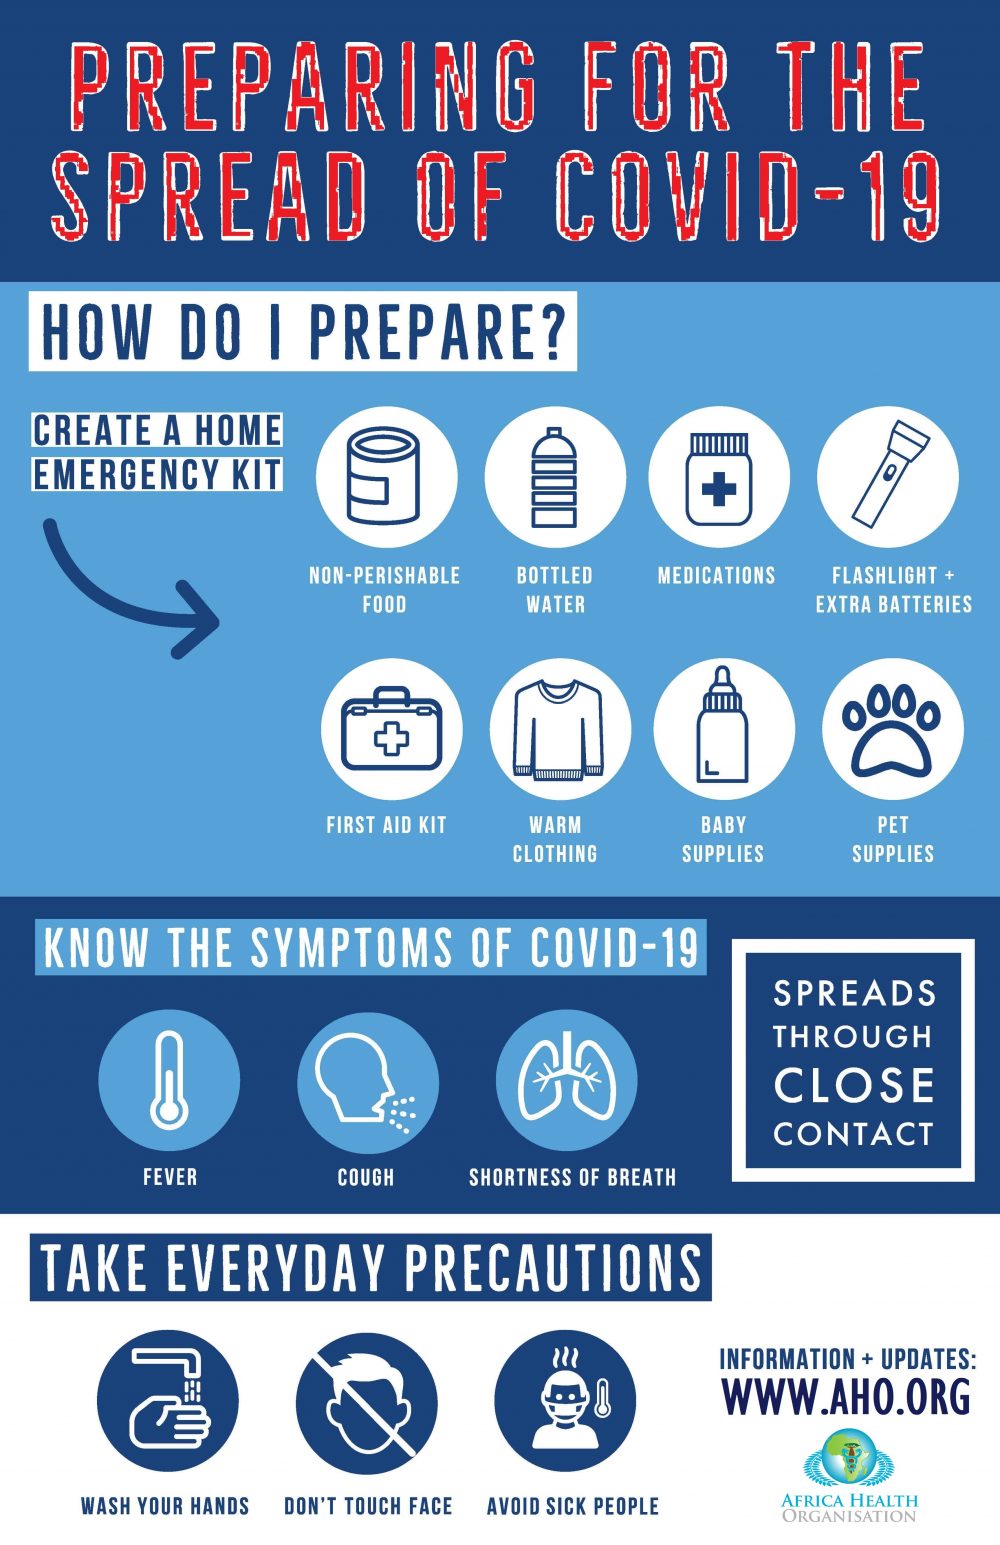 PREPARING FOR THE
SPREAD OF COVID-19
HOW DO I PREPARE?
CREATE A HOME
EMERGENCY KIT
NON-PERISHABLE
FOOD
BOTTLED
WATER
MEDICATIONS
FLASHLIGHT +
EXTRA BATTERIES
FIRST AID KIT
WARM
CLOTHING
BABY
SUPPLIES
PET
SUPPLIES
KNOW THE SYMPTOMS OF COVID-19
FEVER
COUGH
SHORTNESS OF BREATH
SPREADS
THROUGH
CLOSE
CONTACT
TAKE EVERYDAY PRECAUTIONS
WASH YOUR HANDS
DON'T TOUCH FACE
AVOID SICK PEOPLE
INFORMATION + UPDATES:
WWW.AHO.ORG
AFRICA HEALTH
ORGANISATION